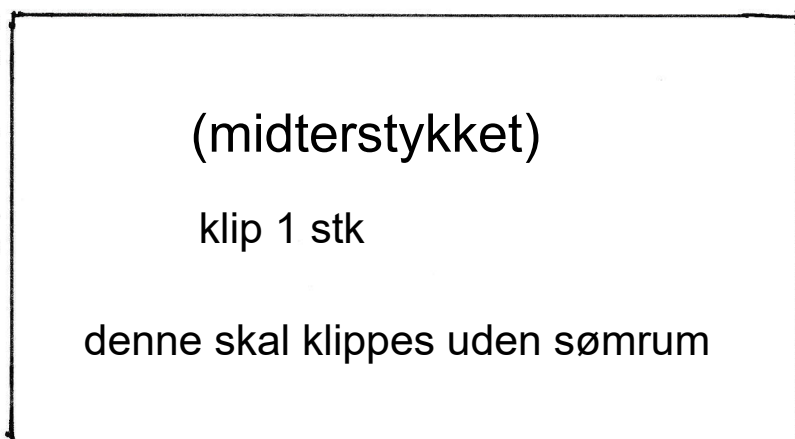 (midterstykket)
klip 1 stk
denne skal klippes uden sømrum